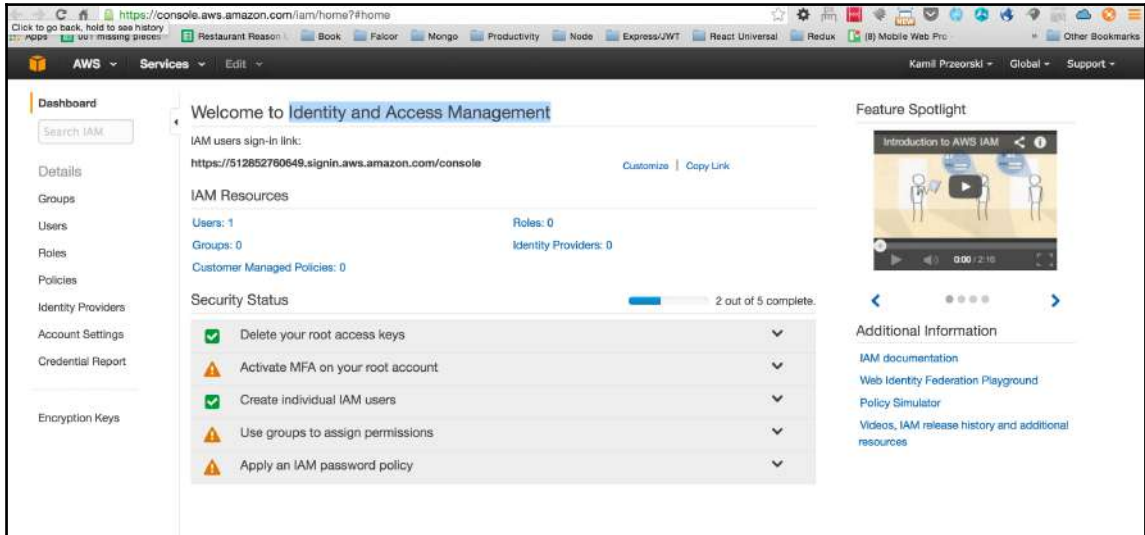 https://console.aws.amazon.com/iam/home?#home
Click to go back, hold to see history
Apps 001 missing pieces Restaurant Reason Book Falcor Mongo Productivity Node Express/JWT React Universal Redux (8) Mobile Web Pro Other Bookmarks
AWS Services Edit Kamil Przeorski Global Support
Dashboard
Search IAM
Details
Groups
Users
Roles
Policies
Identity Providers
Account Settings
Credential Report
Encryption Keys
Welcome to Identity and Access Management
IAM users sign-in link:
https://512852760649.signin.aws.amazon.com/console Customize | Copy Link
IAM Resources
Users: 1 Roles: 0
Groups: 0 Identity Providers: 0
Customer Managed Policies: 0
Security Status 2 out of 5 complete.
Delete your root access keys
Activate MFA on your root account
Create individual IAM users
Use groups to assign permissions
Apply an IAM password policy
Feature Spotlight
Introduction to AWS IAM
0:00 / 2:16
Additional Information
IAM documentation
Web Identity Federation Playground
Policy Simulator
Videos, IAM release history and additional
resources